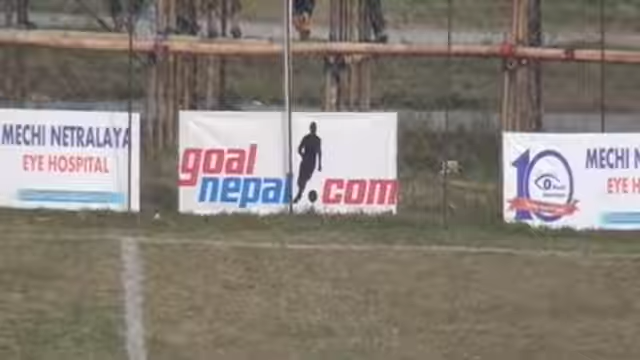 MECHI NETRALAYA
EYE HOSPITAL
goal
nepal.com
10
MECHI N
EYE H